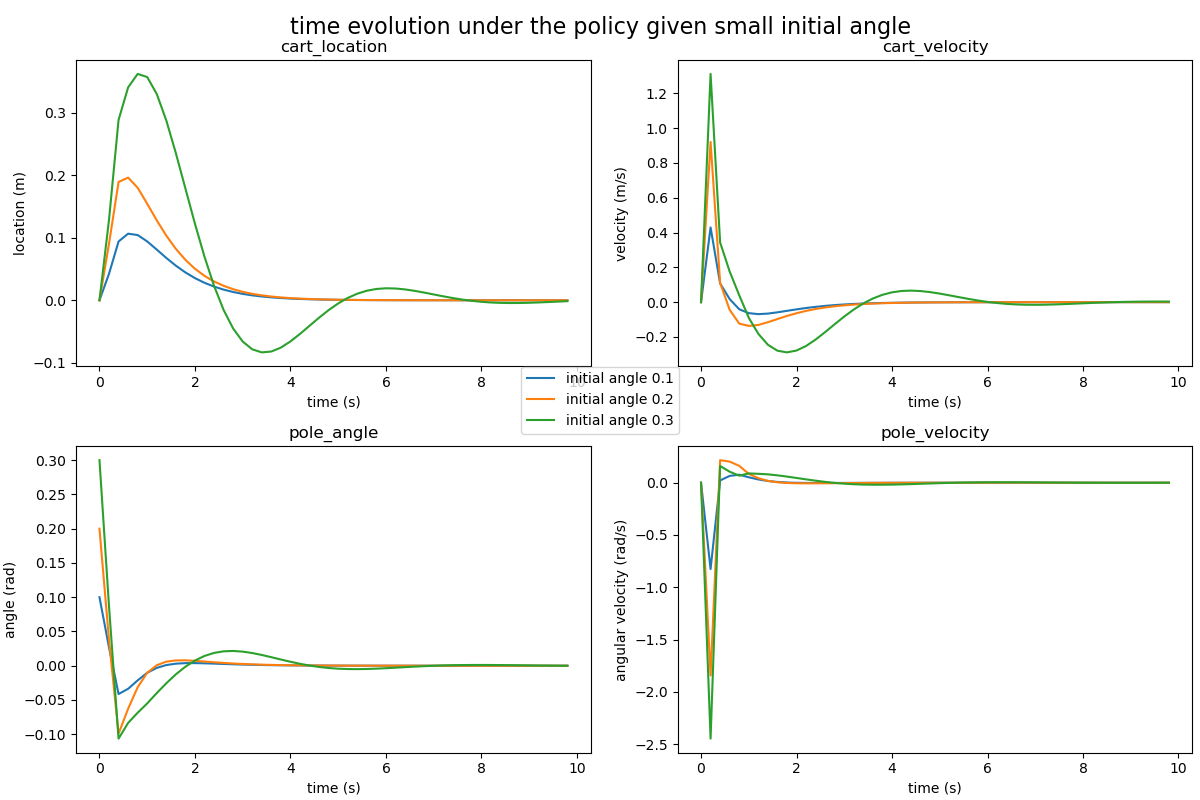 time evolution under the policy given small initial angle
cart_location
location (m)
0.3
0.2
0.1
0.0
−0.1
0 2 4 6 8 10
time (s)
cart_velocity
velocity (m/s)
1.2
1.0
0.8
0.6
0.4
0.2
0.0
−0.2
0 2 4 6 8 10
time (s)
initial angle 0.1
initial angle 0.2
initial angle 0.3
pole_angle
angle (rad)
0.30
0.25
0.20
0.15
0.10
0.05
0.00
−0.05
−0.10
0 2 4 6 8 10
time (s)
pole_velocity
angular velocity (rad/s)
0.0
−0.5
−1.0
−1.5
−2.0
−2.5
0 2 4 6 8 10
time (s)